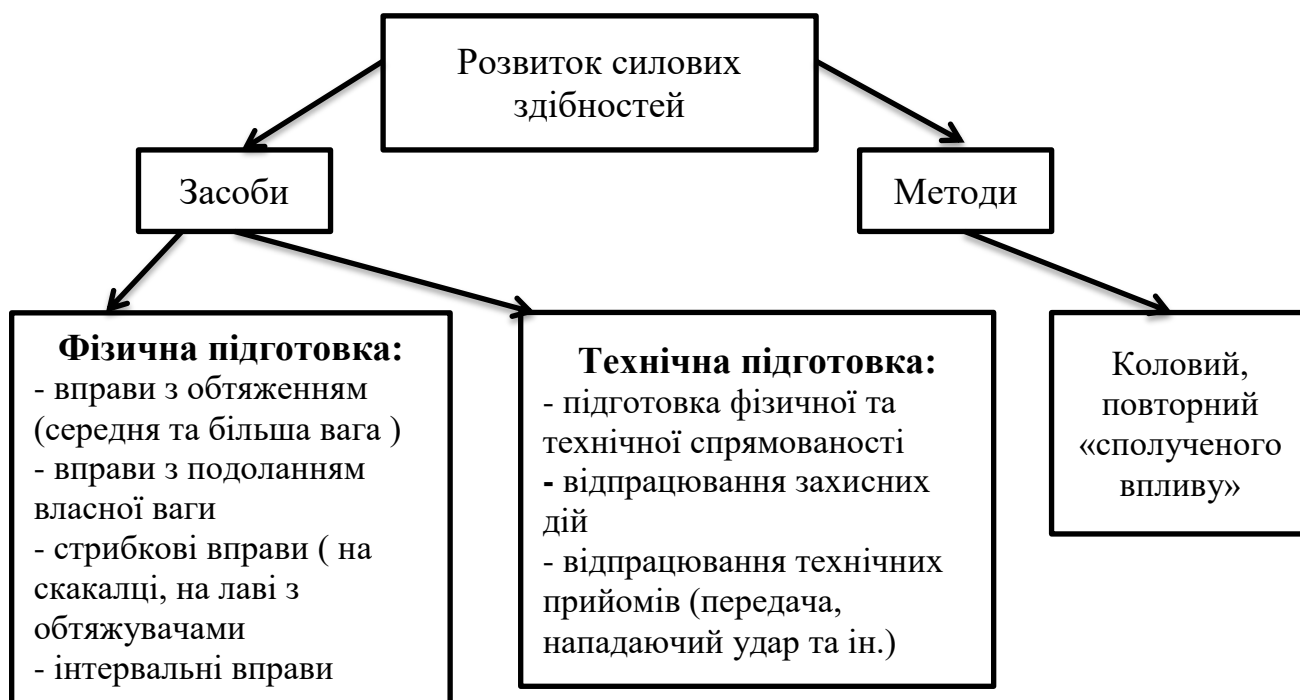 Розвиток силових
здібностей
Засоби
Методи
Фізична підготовка:
- вправи з обтяженням
(середня та більша вага )
- вправи з подоланням
власної ваги
- стрибкові вправи ( на
скакалці, на лаві з
обтяжувачами
- інтервальні вправи
Технічна підготовка:
- підготовка фізичної та
технічної спрямованості
- відпрацювання захисних
дій
- відпрацювання технічних
прийомів (передача,
нападаючий удар та ін.)
Коловий,
повторний
«сполученого
впливу»